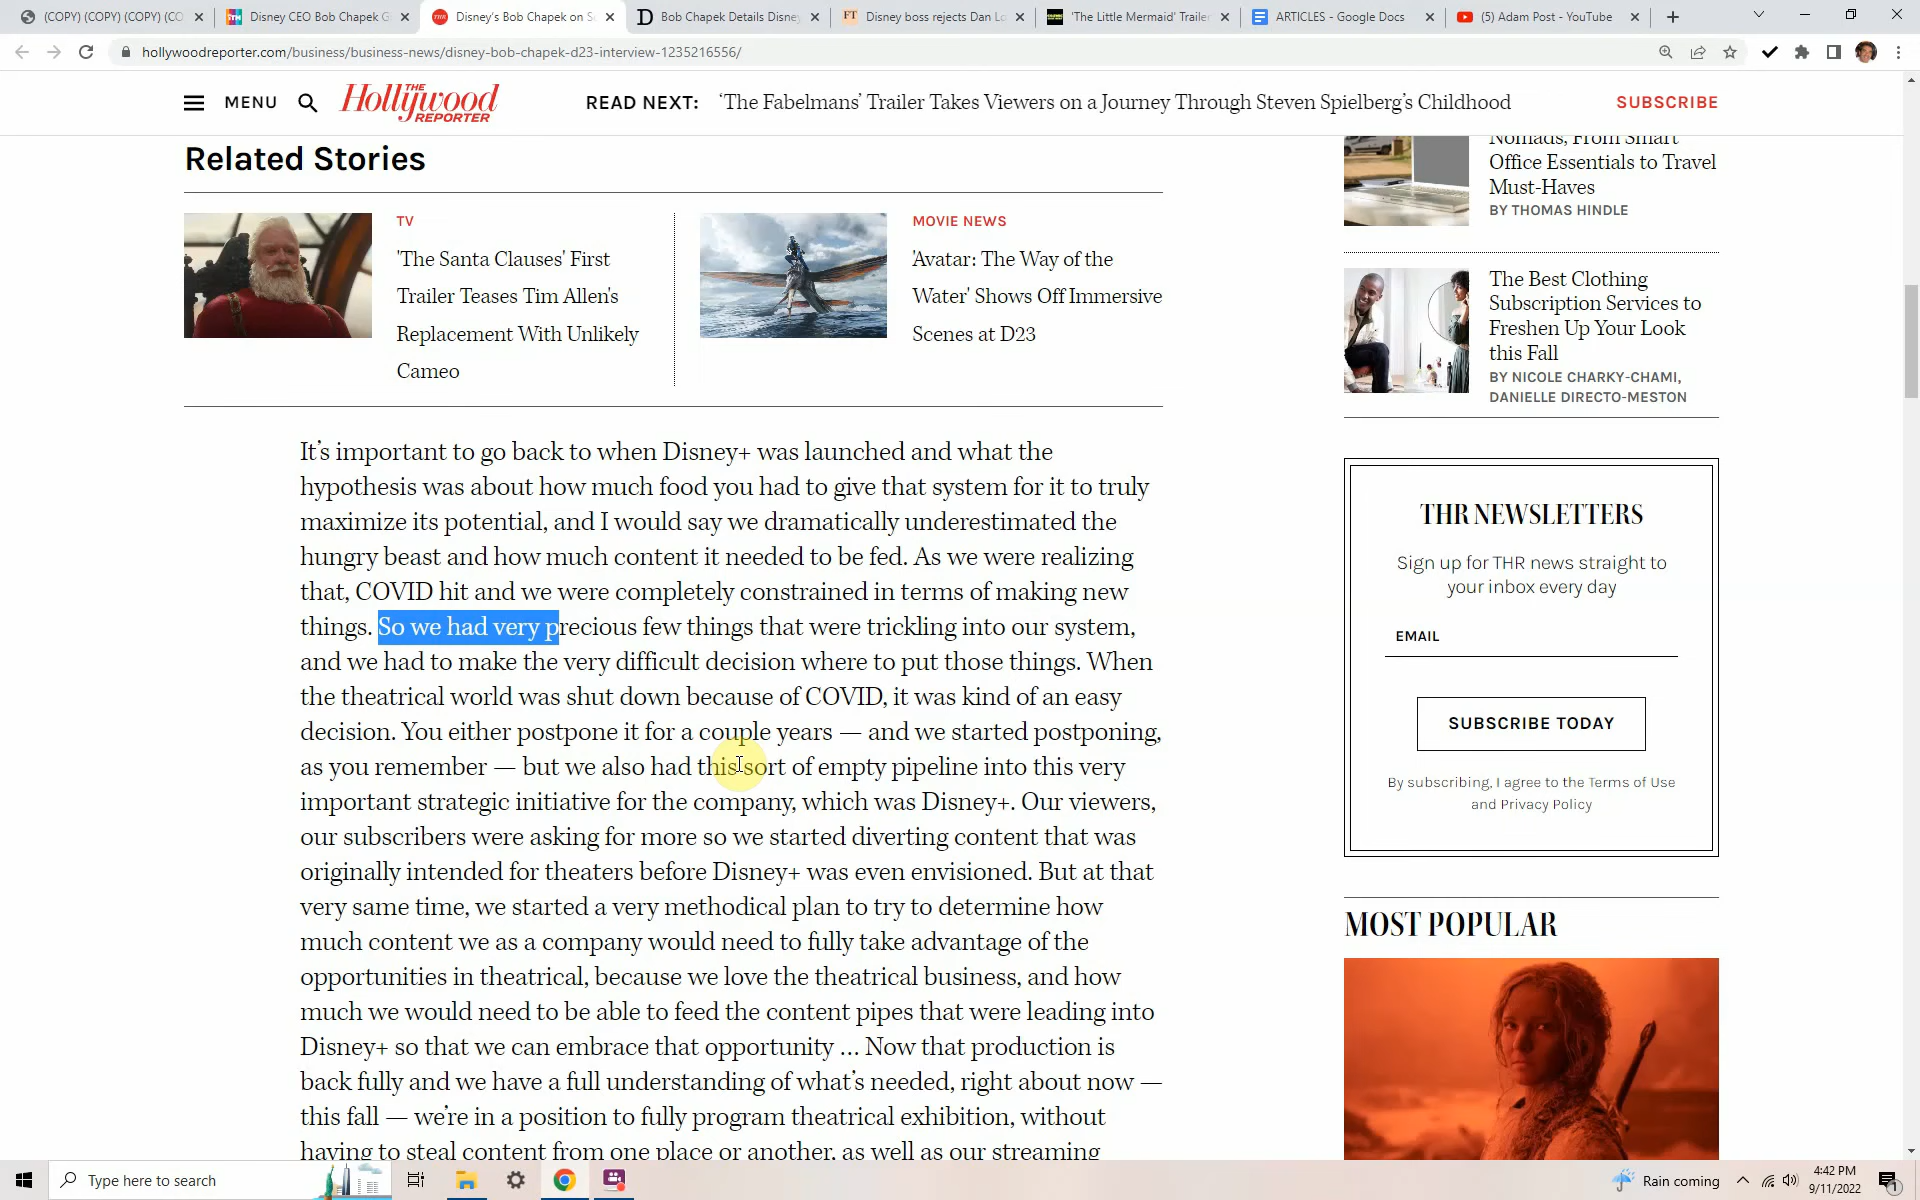 (COPY) (COPY) (COPY) (CO
Disney CEO Bob Chapek G
Disney's Bob Chapek on S
Bob Chapek Details Disney
Disney boss rejects Dan Lo
'The Little Mermaid' Trailer
ARTICLES - Google Docs
(5) Adam Post - YouTube
hollywoodreporter.com/business/business-news/disney-bob-chapek-d23-interview-1235216556/
MENU
THE
Hollywood
REPORTER
READ NEXT: 'The Fabelmans' Trailer Takes Viewers on a Journey Through Steven Spielberg's Childhood
SUBSCRIBE
Related Stories
TV
'The Santa Clauses' First
Trailer Teases Tim Allen's
Replacement With Unlikely
Cameo
MOVIE NEWS
'Avatar: The Way of the
Water' Shows Off Immersive
Scenes at D23
It's important to go back to when Disney+ was launched and what the
hypothesis was about how much food you had to give that system for it to truly
maximize its potential, and I would say we dramatically underestimated the
hungry beast and how much content it needed to be fed. As we were realizing
that, COVID hit and we were completely constrained in terms of making new
things. So we had very precious few things that were trickling into our system,
and we had to make the very difficult decision where to put those things. When
the theatrical world was shut down because of COVID, it was kind of an easy
decision. You either postpone it for a couple years — and we started postponing,
as you remember — but we also had this sort of empty pipeline into this very
important strategic initiative for the company, which was Disney+. Our viewers,
our subscribers were asking for more so we started diverting content that was
originally intended for theaters before Disney+ was even envisioned. But at that
very same time, we started a very methodical plan to try to determine how
much content we as a company would need to fully take advantage of the
opportunities in theatrical, because we love the theatrical business, and how
much we would need to be able to feed the content pipes that were leading into
Disney+ so that we can embrace that opportunity … Now that production is
back fully and we have a full understanding of what's needed, right about now —
this fall — we're in a position to fully program theatrical exhibition, without
having to steal content from one place or another, as well as our streaming
Nomads, From Smart
Office Essentials to Travel
Must-Haves
BY THOMAS HINDLE
The Best Clothing
Subscription Services to
Freshen Up Your Look
this Fall
BY NICOLE CHARKY-CHAMI,
DANIELLE DIRECTO-MESTON
THR NEWSLETTERS
Sign up for THR news straight to
your inbox every day
EMAIL
SUBSCRIBE TODAY
By subscribing, I agree to the Terms of Use
and Privacy Policy
MOST POPULAR
Type here to search
Rain coming
4:42 PM
9/11/2022
1